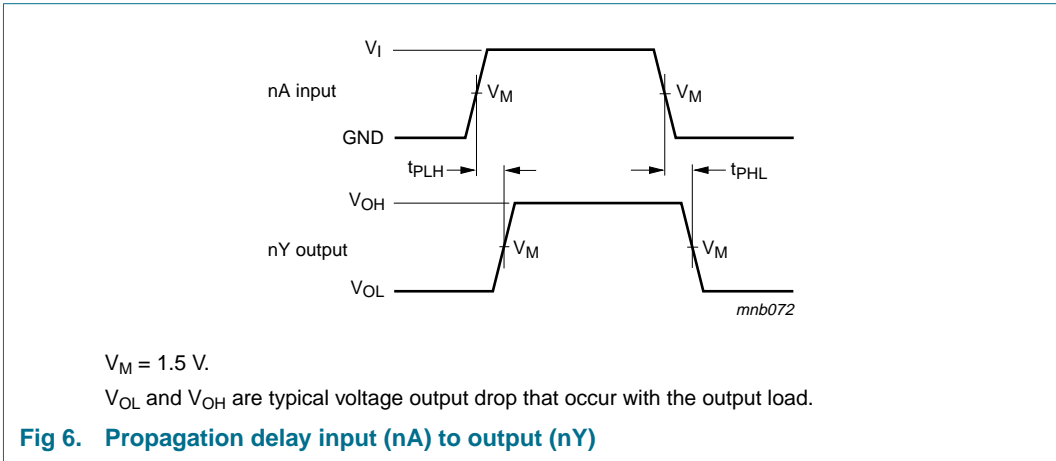 VI
nA input
VM
VM
GND
tPLH
tPHL
VOH
nY output
VM
VM
VOL
mnb072
VM = 1.5 V.
VOL and VOH are typical voltage output drop that occur with the output load.
Fig 6. Propagation delay input (nA) to output (nY)